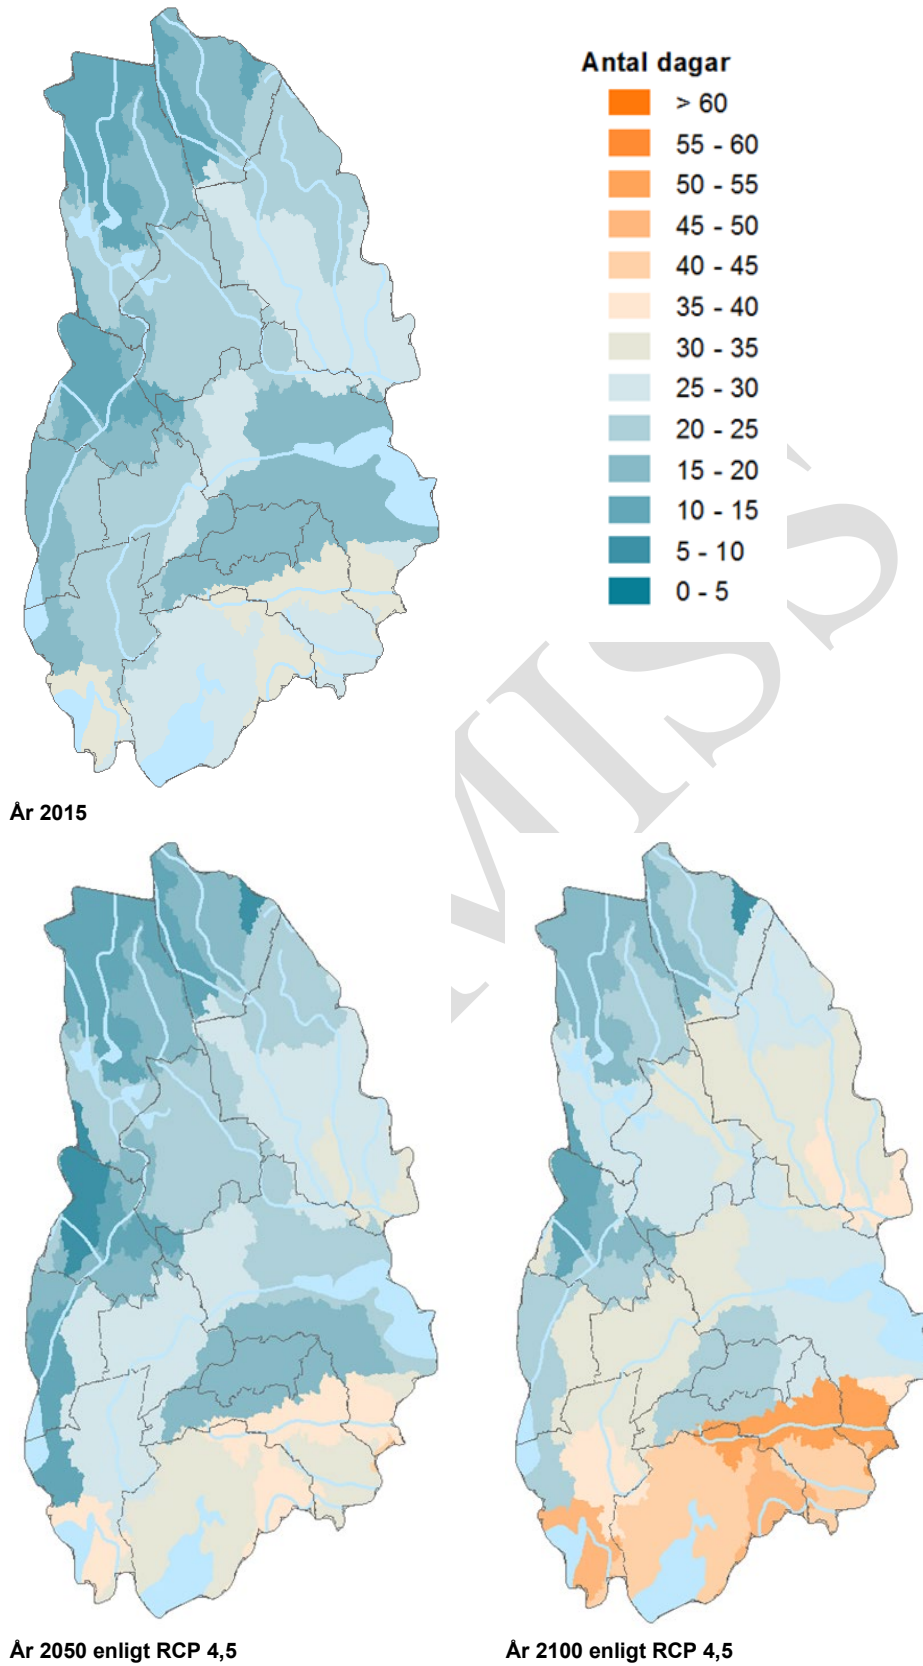 Antal dagar
> 60
55 - 60
50 - 55
45 - 50
40 - 45
35 - 40
30 - 35
25 - 30
20 - 25
15 - 20
10 - 15
5 - 10
0 - 5
MISS
År 2015
År 2050 enligt RCP 4,5
År 2100 enligt RCP 4,5